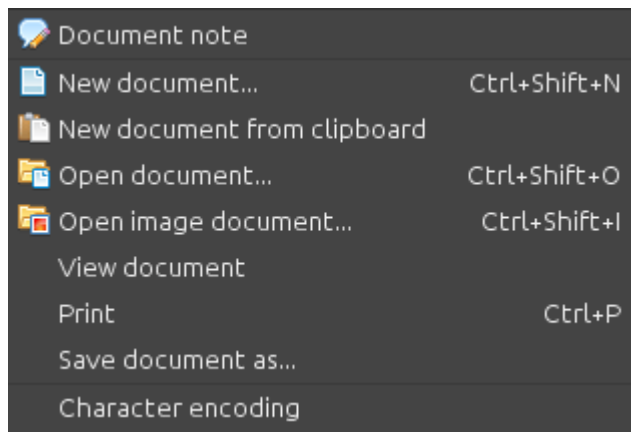 Document note
New document... Ctrl+Shift+N
New document from clipboard
Open document... Ctrl+Shift+O
Open image document... Ctrl+Shift+I
View document
Print Ctrl+P
Save document as...
Character encoding